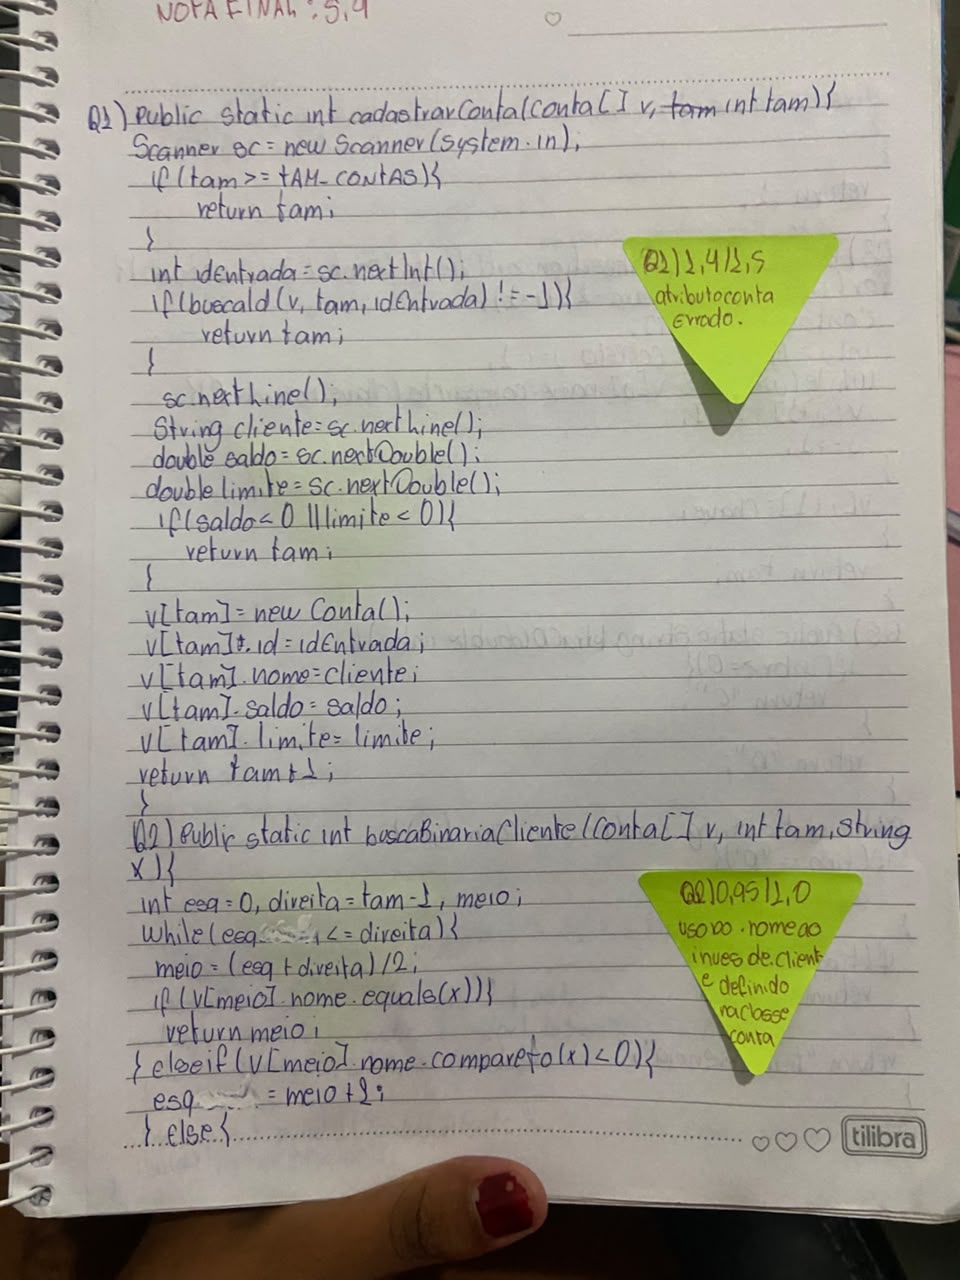 NOTA FINAL: 5,4
Q1) Public static int cadastrarConta(Conta[] v, tam int tam){
Scanner sc = new Scanner(System.in);
if(tam >= TAM_CONTAS){
return tam;
}
int idEntrada = sc.nextInt();
if(buscaId(v, tam, idEntrada) != -1){
return tam;
}
sc.nextLine();
String cliente = sc.nextLine();
double saldo = sc.nextDouble();
double limite = sc.nextDouble();
if(saldo < 0 || limite < 0){
return tam;
}
v[tam] = new Conta();
v[tam].id = idEntrada;
v[tam].nome = cliente;
v[tam].saldo = saldo;
v[tam].limite = limite;
return tam + 1;
}
Q1) 1,4/1,5
atributo conta
errado.
Q2) Public static int buscaBinariaCliente(Conta[] v, int tam, String
x){
int esq = 0, direita = tam - 1, meio;
while(esq <= direita){
meio = (esq + direita)/2;
if(v[meio].nome.equals(x)){
return meio;
} else if(v[meio].nome.compareTo(x) < 0){
esq = meio + 1;
} else {
Q2) 0,95/1,0
uso do .nome ao
inves de .client
e definido
na classe
conta
tilibra